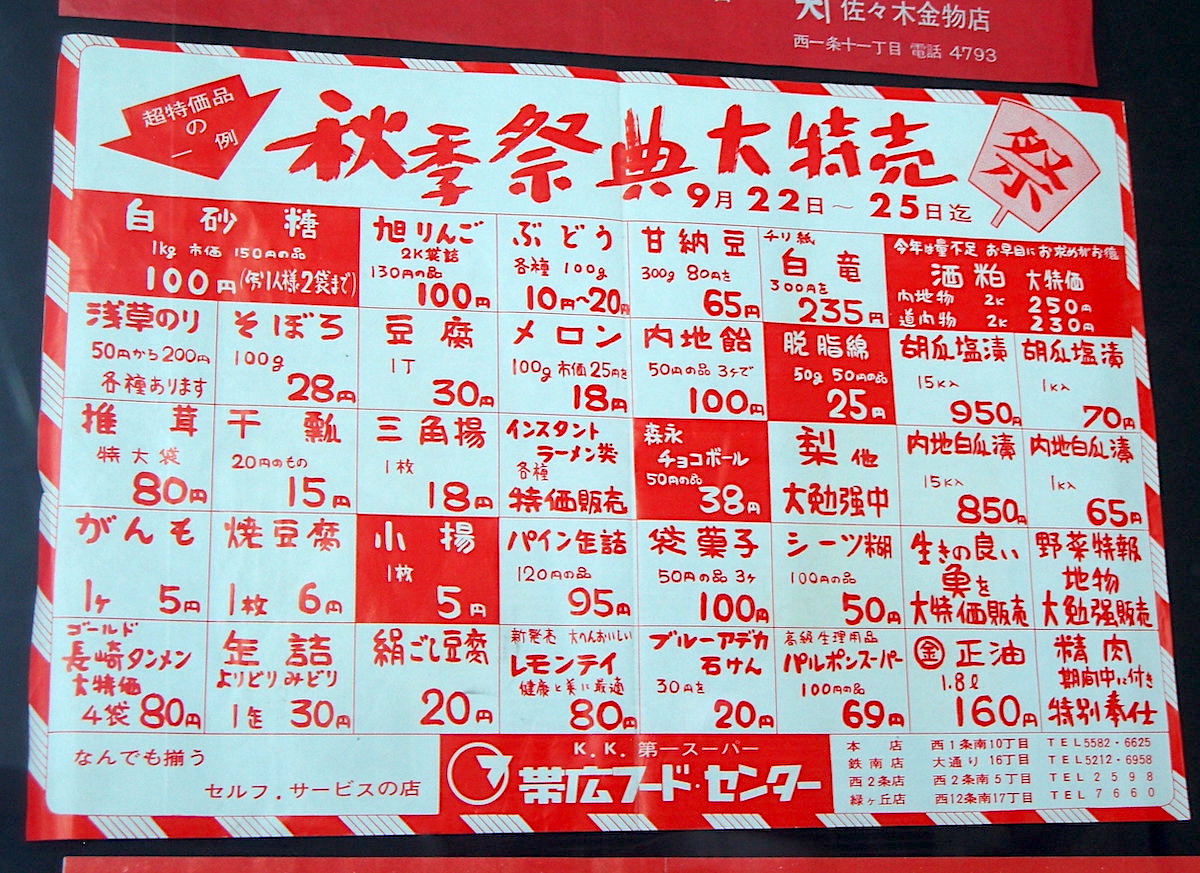 佐々木金物店
西一条十一丁目 電話 4793
超特価品
の
一例
秋季祭典大特売
祭
9月22日～25日迄
白砂糖
1kg 市価 150円の品
100円
旭りんご
2K袋詰
130円の品
100円
ぶどう
各種 100g
10円～20円
甘納豆
300g 80円を
65円
チリ紙
白竜
300円を
235円
今年は量不足 お早目にお求めがお徳
酒粕 大特価
内地物 2K 250円
道内物 2K 230円
浅草のり
50円から200円
各種あります
そぼろ
100g
28円
豆腐
1丁
30円
メロン
100g 市価25円を
18円
内地飴
50円の品 3ケで
100円
脱脂綿
50g 50円の品
25円
胡瓜塩漬
15K入
950円
胡瓜塩漬
1K入
70円
椎茸
特大袋
80円
干瓢
20円のもの
15円
三角揚
1枚
18円
インスタント
ラーメン類
各種
特価販売
森永
チョコボール
50円の品
38円
梨他
大勉強中
内地白瓜漬
15K入
850円
内地白瓜漬
1K入
65円
がんも
1ヶ 5円
焼豆腐
1枚 6円
小揚
1枚
5円
パイン缶詰
120円の品
95円
袋菓子
50円の品 3ヶ
100円
シーツ糊
100円の品
50円
生きの良い
魚を
大特価販売
野菜特報
地物
大勉強販売
ゴールド
長崎タンメン
大特価
4袋 80円
缶詰
よりどりみどり
1缶 30円
絹ごし豆腐
20円
新発売 大へんおいしい
レモンテイ
健康と美に最適
80円
ブルーアデカ
石けん
30円を
20円
高級生理用品
パルポンスーパー
100円の品
69円
金 正油
1.8ℓ
160円
精肉
期間中に付き
特別奉仕
なんでも揃う
セルフ.サービスの店
K.K.第一スーパー
帯広フード・センター
本店 西1条南10丁目 TEL5582・6625
鉄南店 大通り16丁目 TEL5212・6958
西2条店 西2条南5丁目 TEL2598
緑ヶ丘店 西12条南17丁目 TEL7660